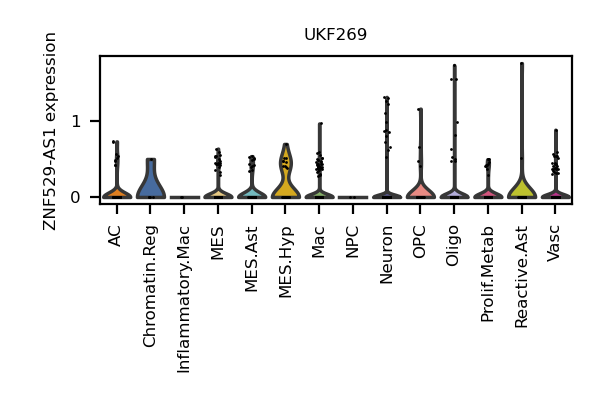 UKF269
ZNF529-AS1 expression
1
0
AC
Chromatin.Reg
Inflammatory.Mac
MES
MES.Ast
MES.Hyp
Mac
NPC
Neuron
OPC
Oligo
Prolif.Metab
Reactive.Ast
Vasc